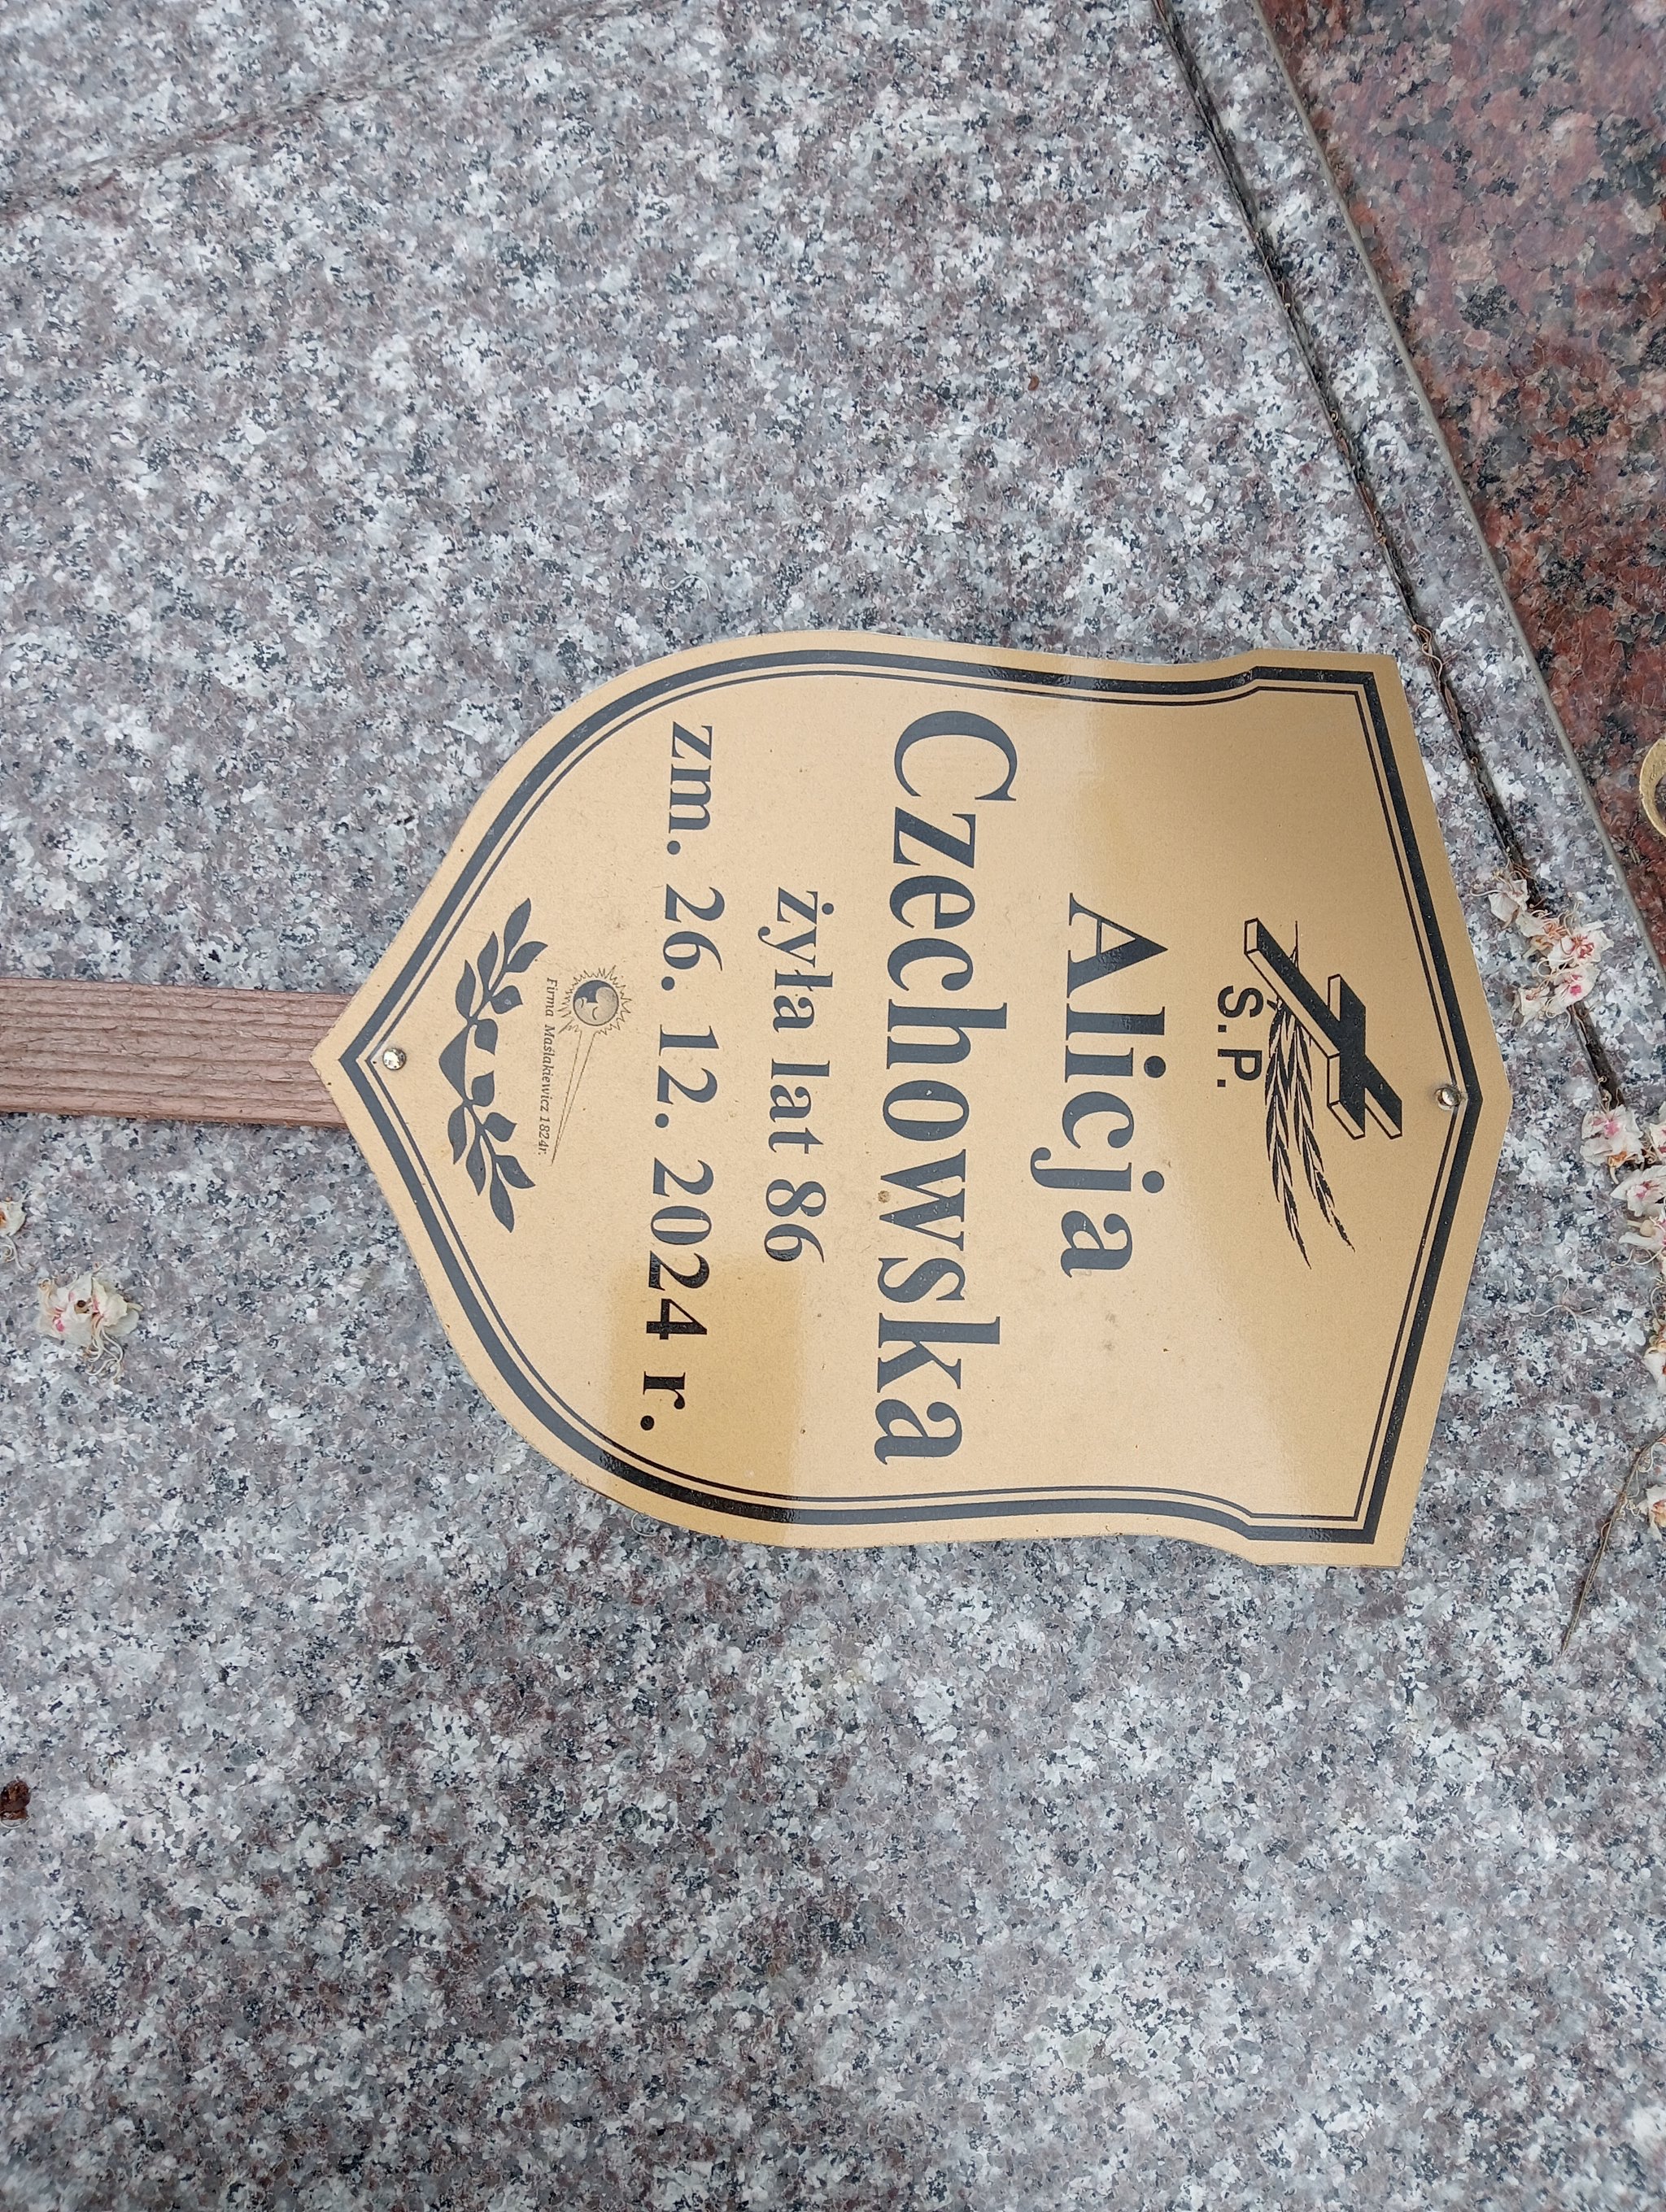 S.P.
Alicja
Czechowska
żyła lat 86
zm. 26. 12. 2024 r.
Firma Maślakiewicz 1824r.